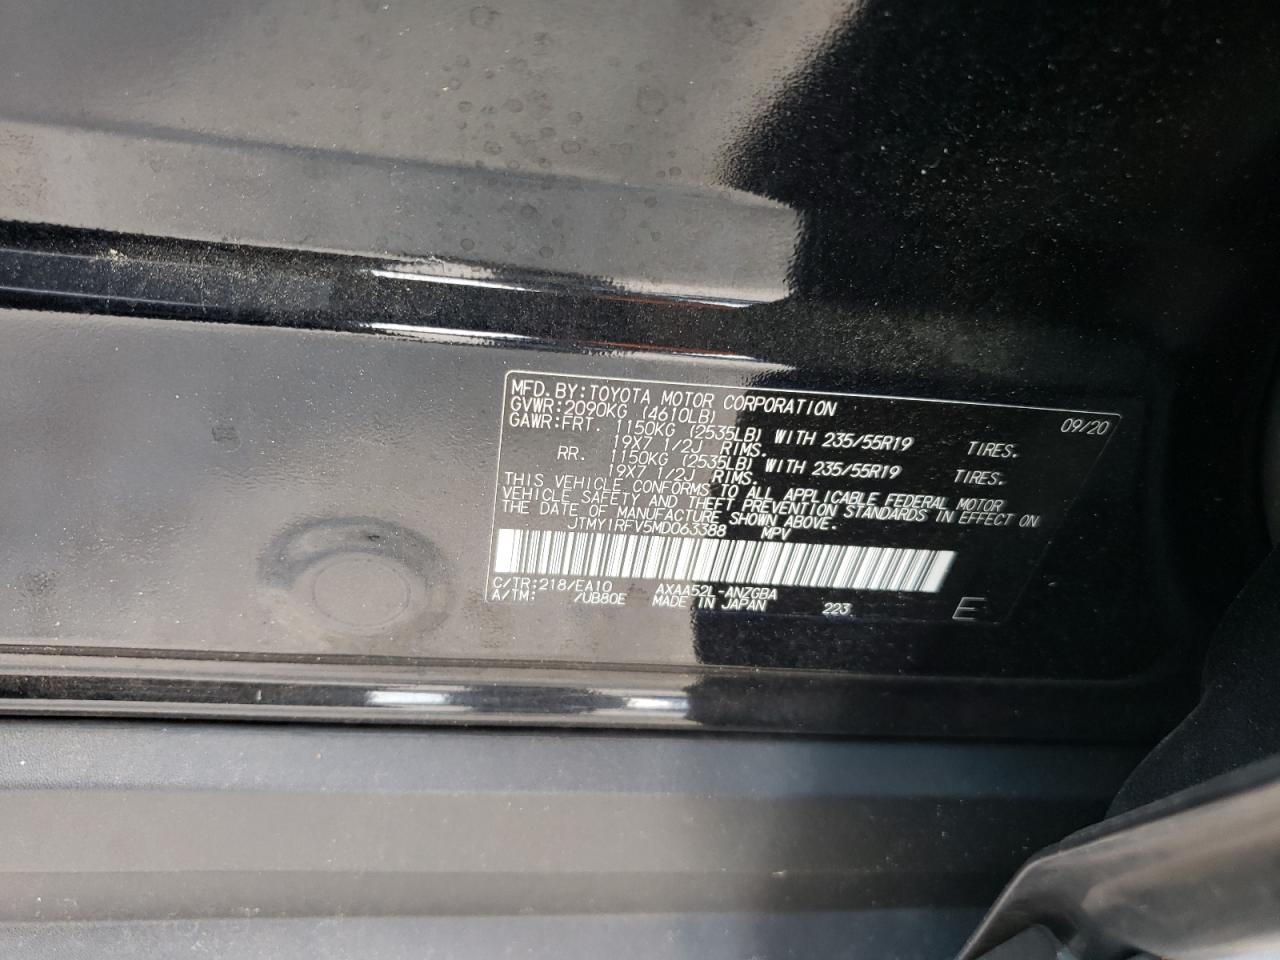 MFD. BY: TOYOTA MOTOR CORPORATION 09/20
GVWR: 2090KG (4610LB)
GAWR: FRT. 1150KG (2535LB) WITH 235/55R19 TIRES.
19X7 1/2J RIMS.
RR. 1150KG (2535LB) WITH 235/55R19 TIRES.
19X7 1/2J RIMS.
THIS VEHICLE CONFORMS TO ALL APPLICABLE FEDERAL MOTOR
VEHICLE SAFETY AND THEFT PREVENTION STANDARDS IN EFFECT ON
THE DATE OF MANUFACTURE SHOWN ABOVE.
JTMY1RFV5MD063388 MPV
C/TR: 218/EA10 AXAA52L-ANZGBA
A/TM: /UB80E MADE IN JAPAN 223 E